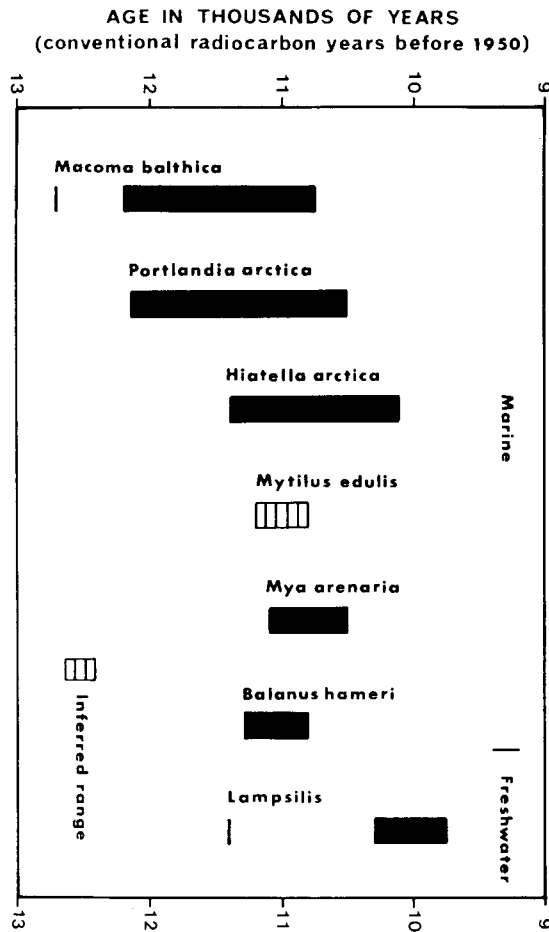 AGE IN THOUSANDS OF YEARS
(conventional radiocarbon years before 1950)
13 12 11 10 9
Macoma balthica
Portlandia arctica
Hiatella arctica
Marine
Mytilus edulis
Mya arenaria
Inferred range
Balanus hameri
Freshwater
Lampsilis
13 12 11 10 9